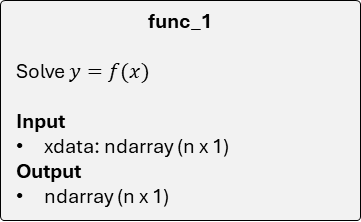 func_1
Solve y = f(x)
Input
• xdata: ndarray (n x 1)
Output
• ndarray (n x 1)